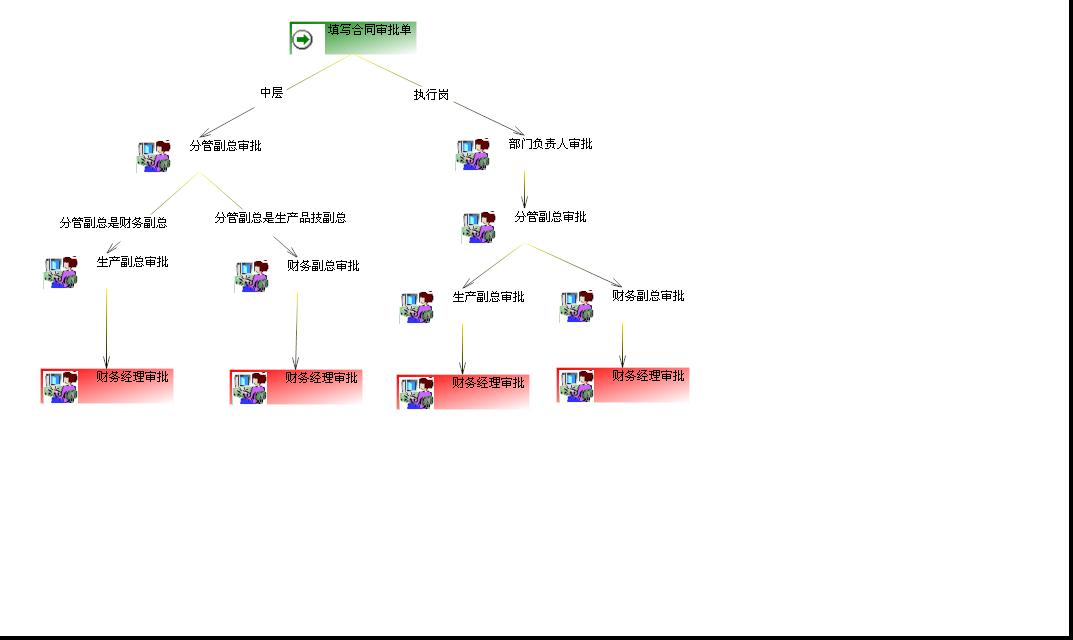 填写合同审批单
中层
执行岗
分管副总审批
部门负责人审批
分管副总是财务副总
分管副总是生产品技副总
分管副总审批
生产副总审批
财务副总审批
生产副总审批
财务副总审批
财务经理审批
财务经理审批
财务经理审批
财务经理审批